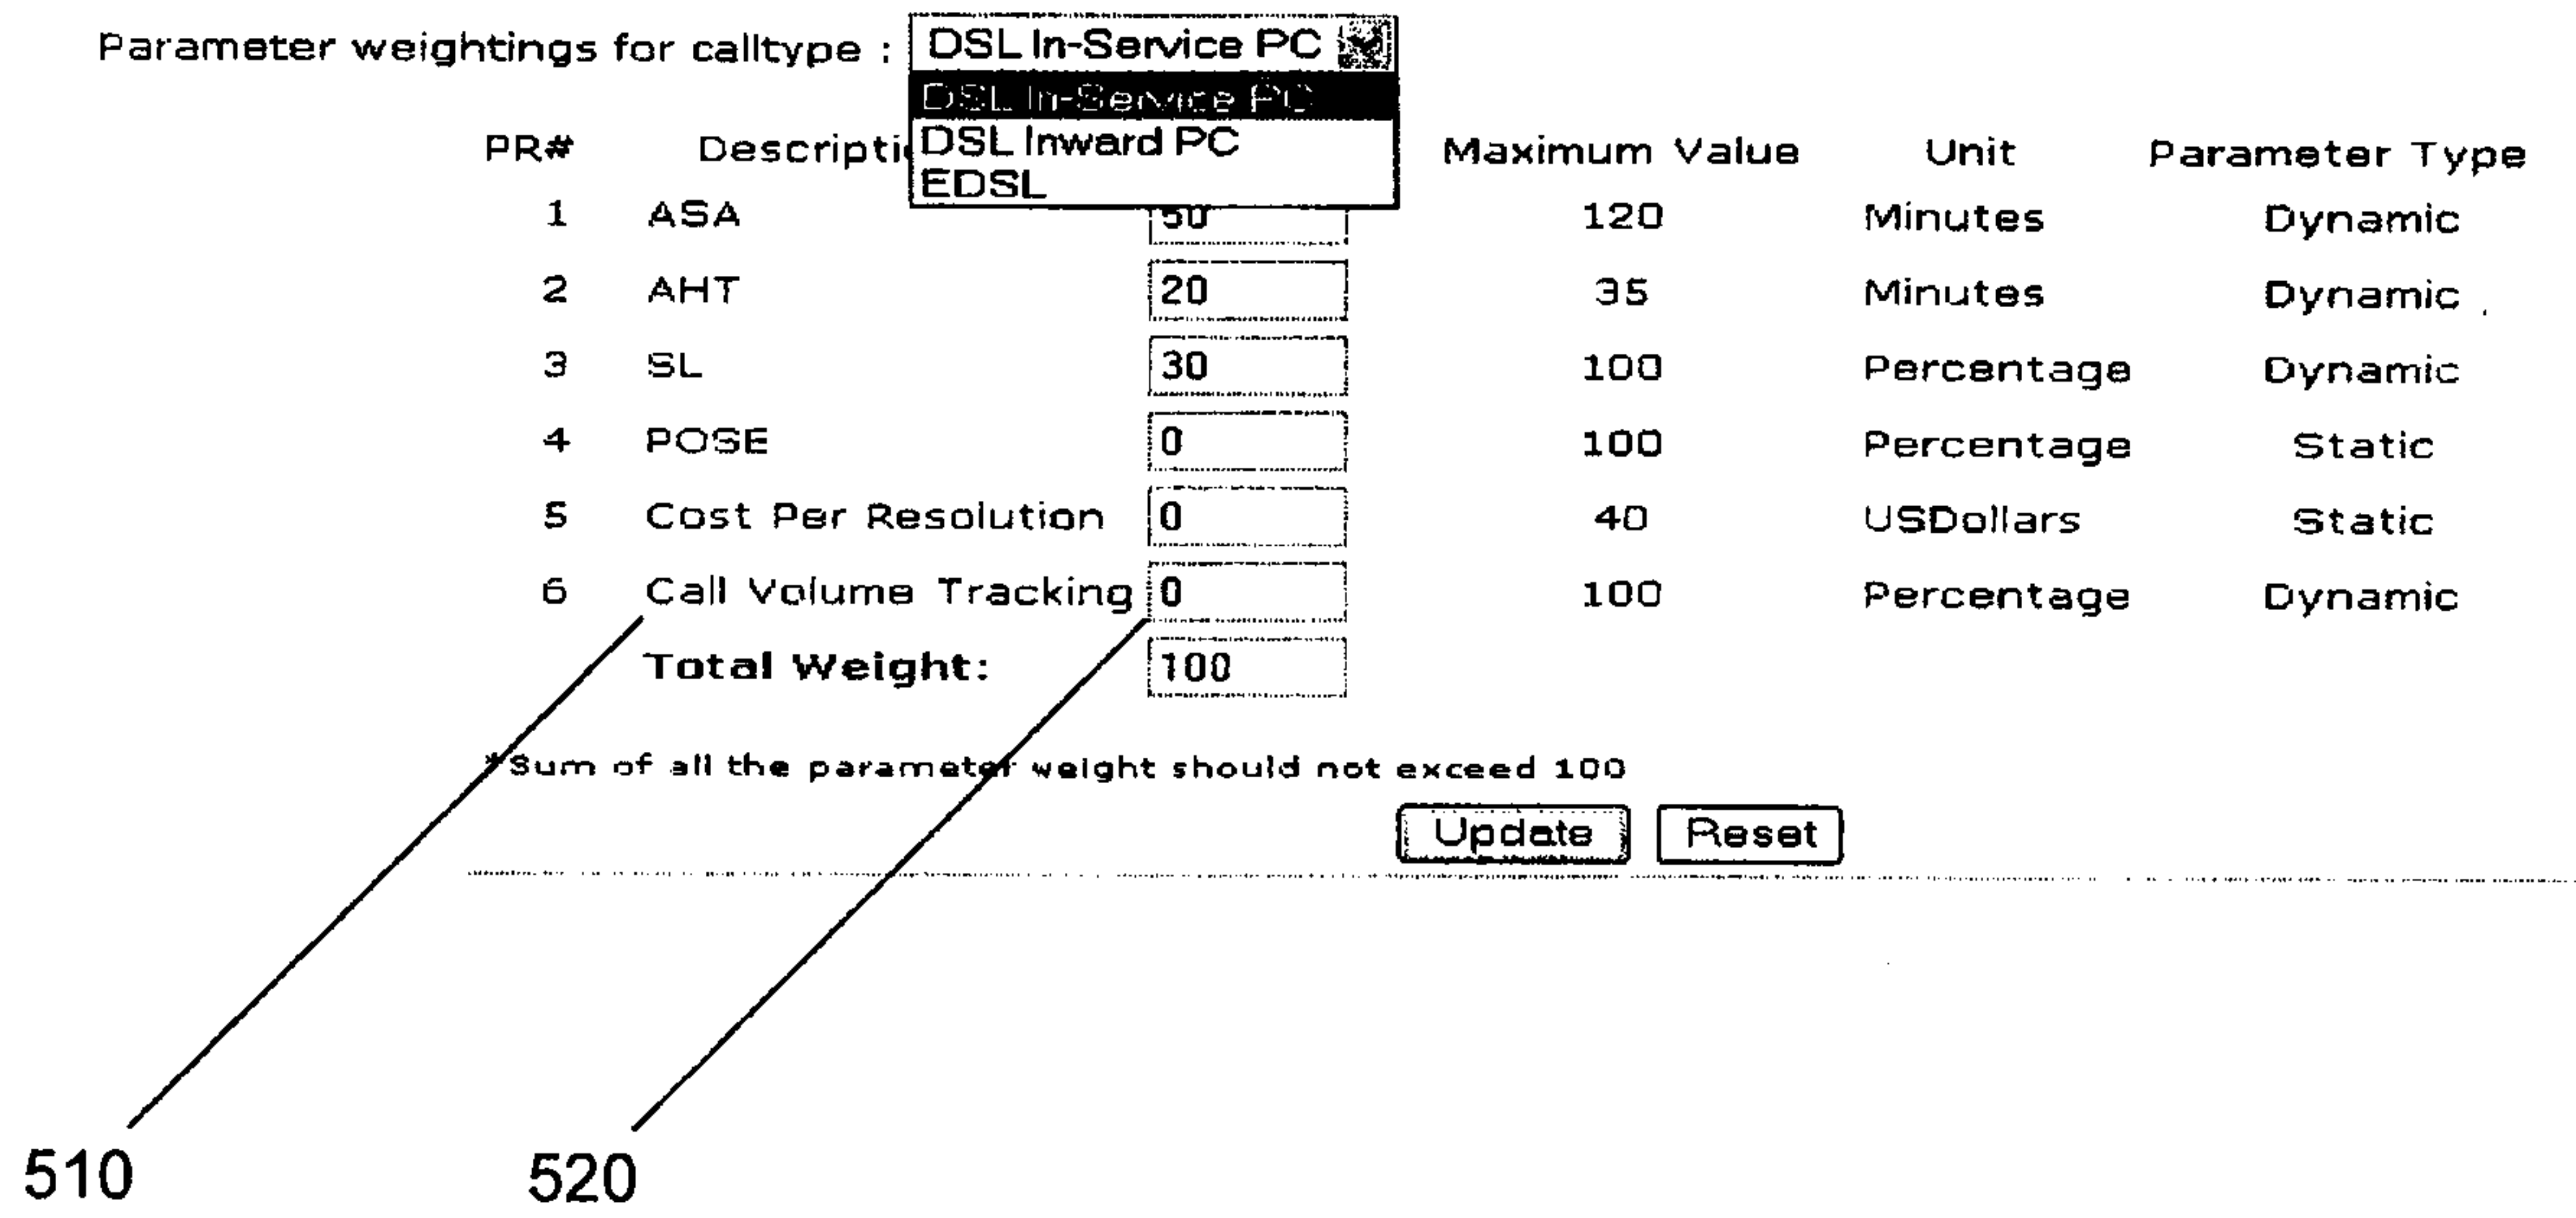 Parameter weightings for calltype : DSL In-Service PC
DSL In-Service PC
DSL Inward PC
EDSL
PR# Descripti Maximum Value Unit Parameter Type
1 ASA 50 120 Minutes Dynamic
2 AHT 20 35 Minutes Dynamic
3 SL 30 100 Percentage Dynamic
4 POSE 0 100 Percentage Static
5 Cost Per Resolution 0 40 USDollars Static
6 Call Volume Tracking 0 100 Percentage Dynamic
Total Weight: 100
*Sum of all the parameter weight should not exceed 100
Update Reset
510 520